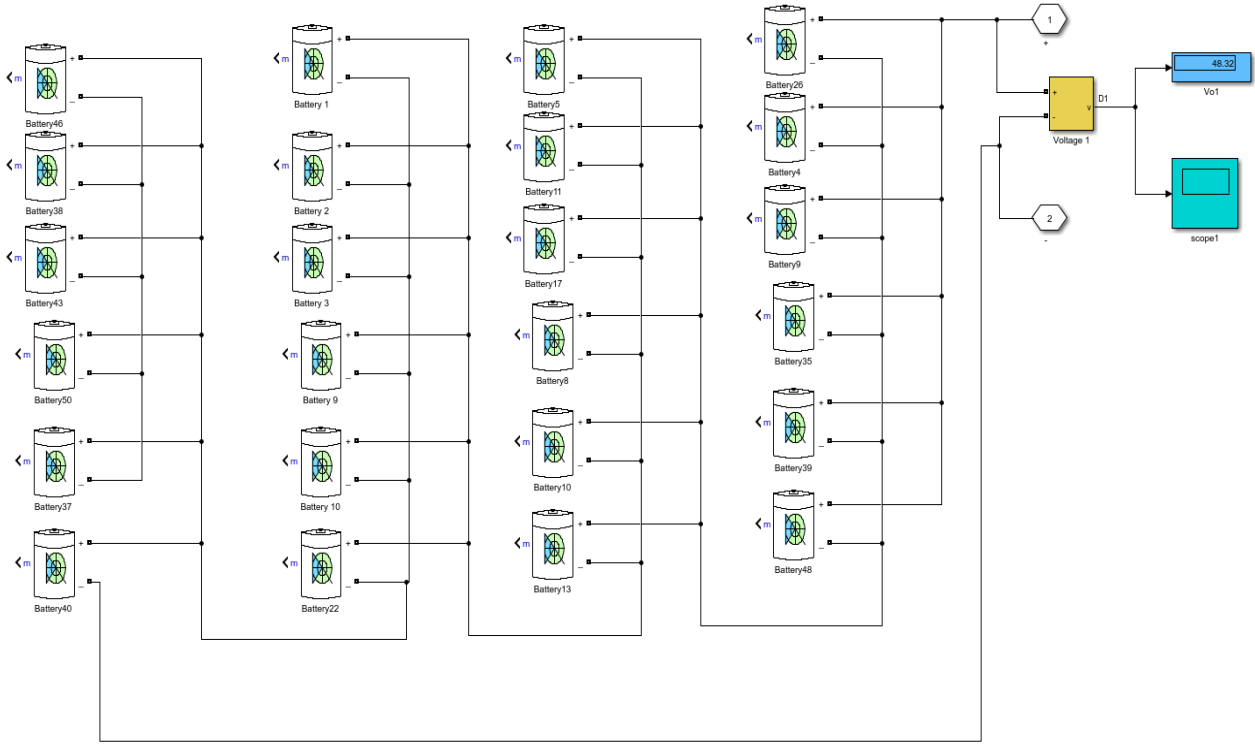 m
+
_
Battery46
m
+
_
Battery38
m
+
_
Battery43
m
+
_
Battery50
m
+
_
Battery37
m
+
_
Battery40
m
+
_
Battery 1
m
+
_
Battery 2
m
+
_
Battery 3
m
+
_
Battery 9
m
+
_
Battery 10
m
+
_
Battery22
m
+
_
Battery5
m
+
_
Battery11
m
+
_
Battery17
m
+
_
Battery8
m
+
_
Battery10
m
+
_
Battery13
m
+
_
Battery26
m
+
_
Battery4
m
+
_
Battery9
m
+
_
Battery35
m
+
_
Battery39
m
+
_
Battery48
1
+
+
-
v
Voltage 1
D1
2
-
48.32
Vo1
scope1